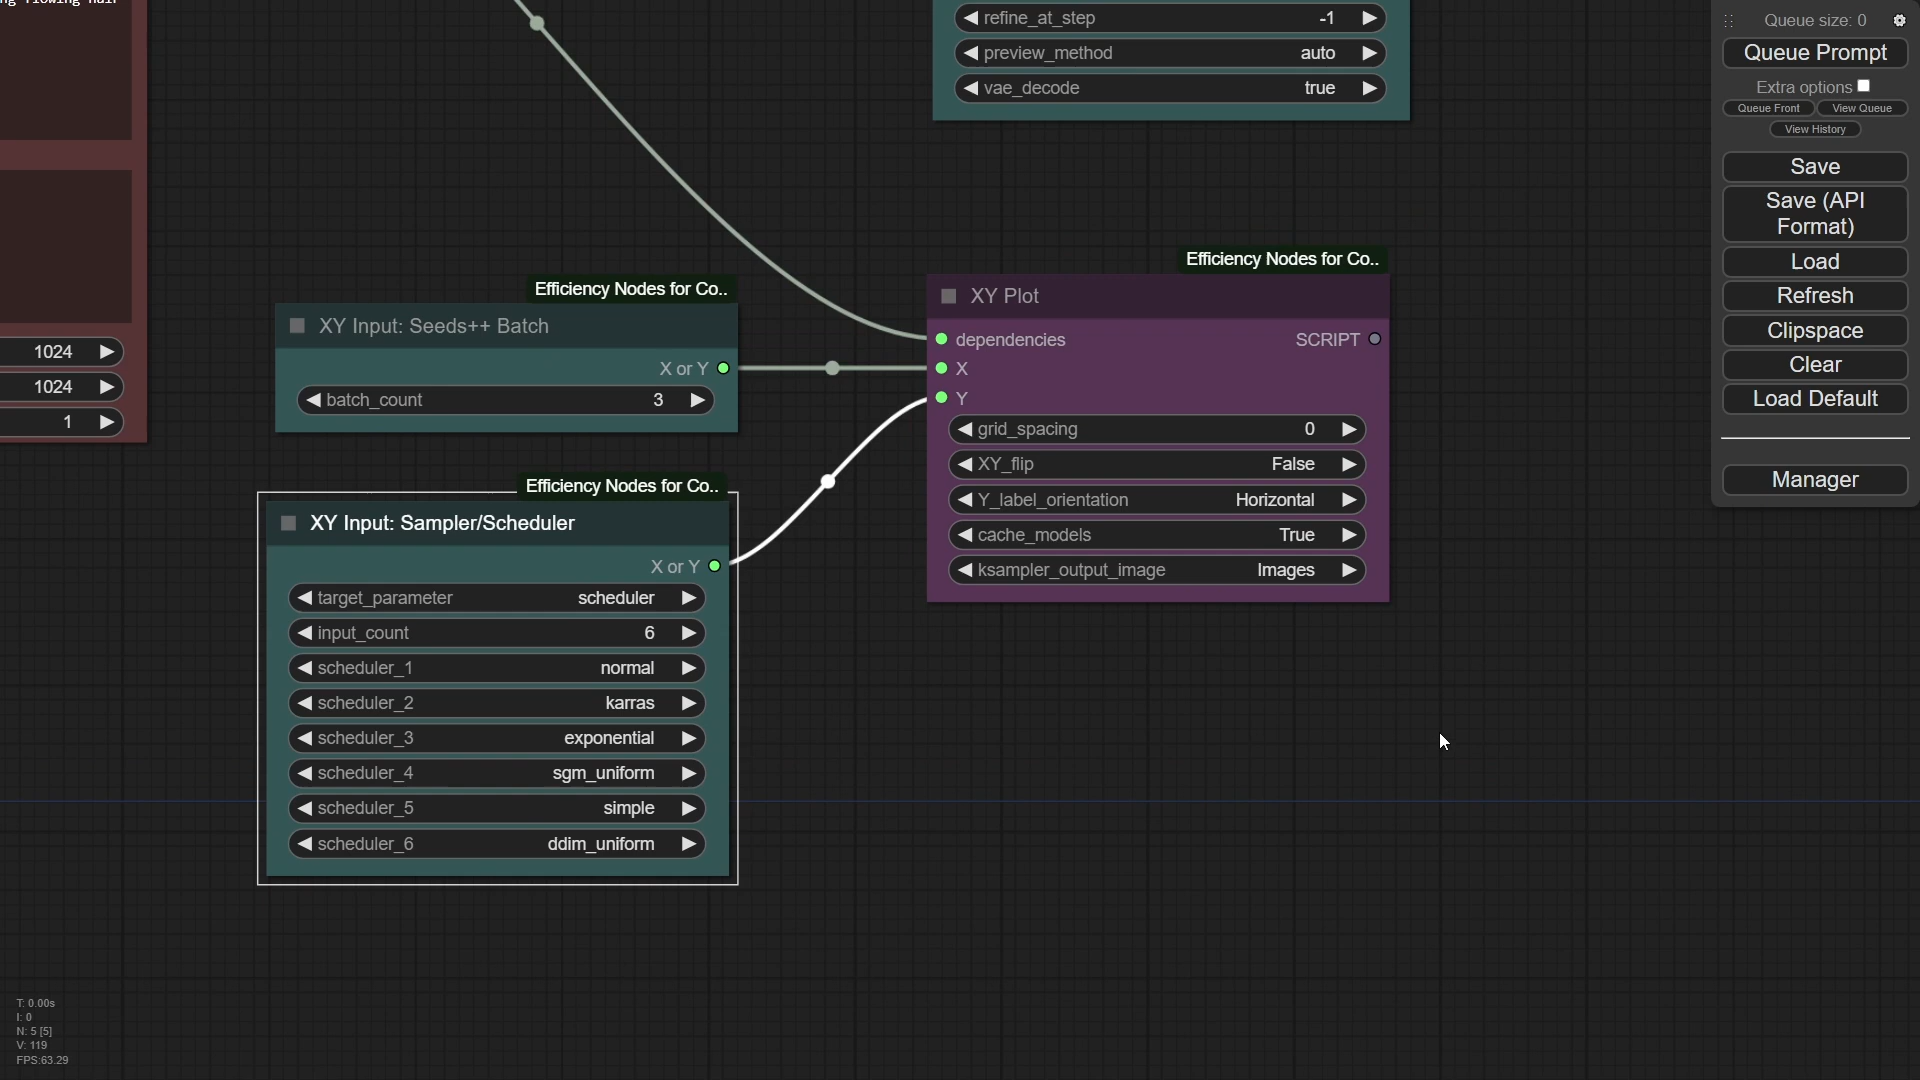 refine_at_step -1
preview_method auto
vae_decode true
Queue size: 0
Queue Prompt
Extra options
Queue Front View Queue
View History
Save
Save (API
Format)
Load
Refresh
Clipspace
Clear
Load Default
Manager
1024
1024
1
Efficiency Nodes for Co..
XY Input: Seeds++ Batch
X or Y
batch_count 3
Efficiency Nodes for Co..
XY Input: Sampler/Scheduler
X or Y
target_parameter scheduler
input_count 6
scheduler_1 normal
scheduler_2 karras
scheduler_3 exponential
scheduler_4 sgm_uniform
scheduler_5 simple
scheduler_6 ddim_uniform
Efficiency Nodes for Co..
XY Plot
dependencies SCRIPT
X
Y
grid_spacing 0
XY_flip False
Y_label_orientation Horizontal
cache_models True
ksampler_output_image Images
T: 0.00s
I: 0
N: 5 [5]
V: 119
FPS:63.29